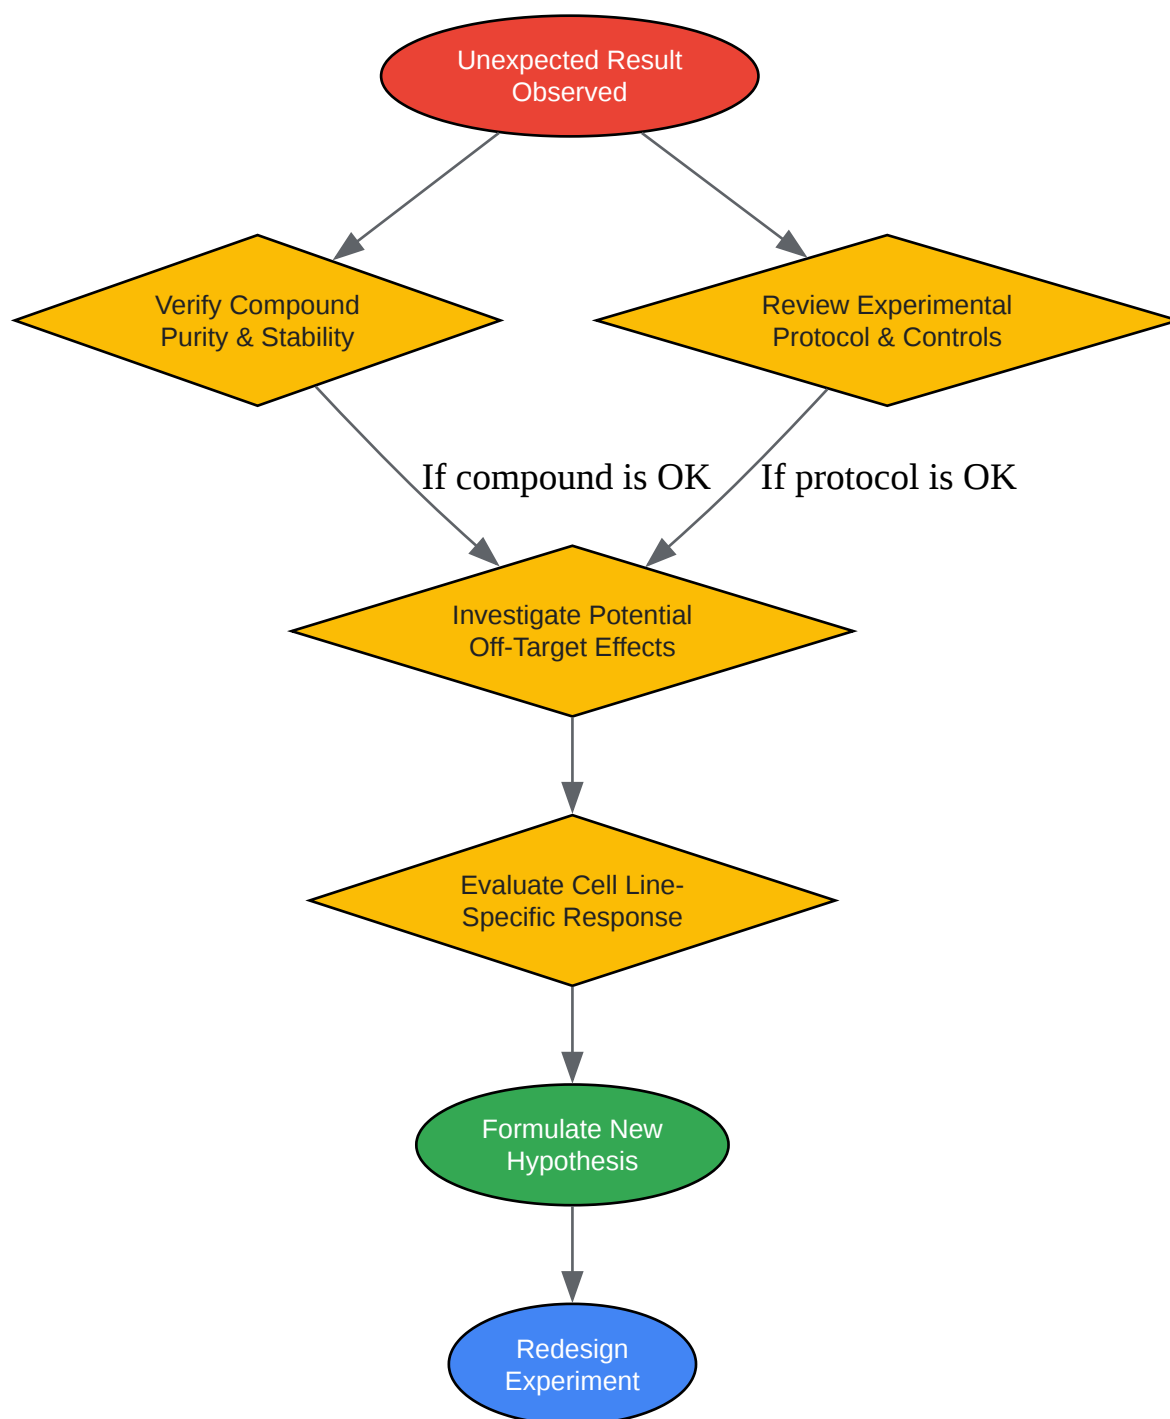 Unexpected Result
Observed
Verify Compound
Purity & Stability
Review Experimental
Protocol & Controls
If compound is OK
If protocol is OK
Investigate Potential
Off-Target Effects
Evaluate Cell Line-
Specific Response
Formulate New
Hypothesis
Redesign
Experiment